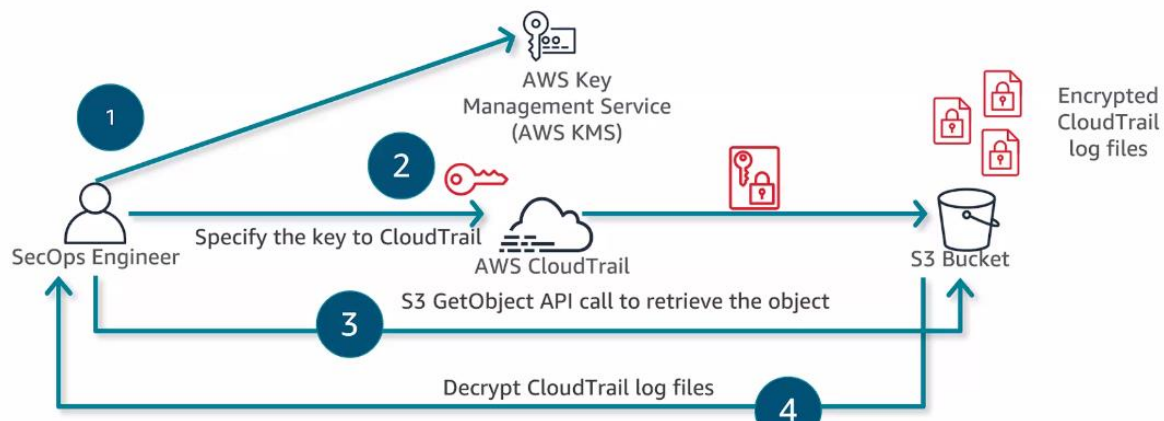 1
AWS Key
Management Service
(AWS KMS)
Encrypted
CloudTrail
log files
2
Specify the key to CloudTrail
SecOps Engineer
AWS CloudTrail
S3 Bucket
S3 GetObject API call to retrieve the object
3
Decrypt CloudTrail log files
4